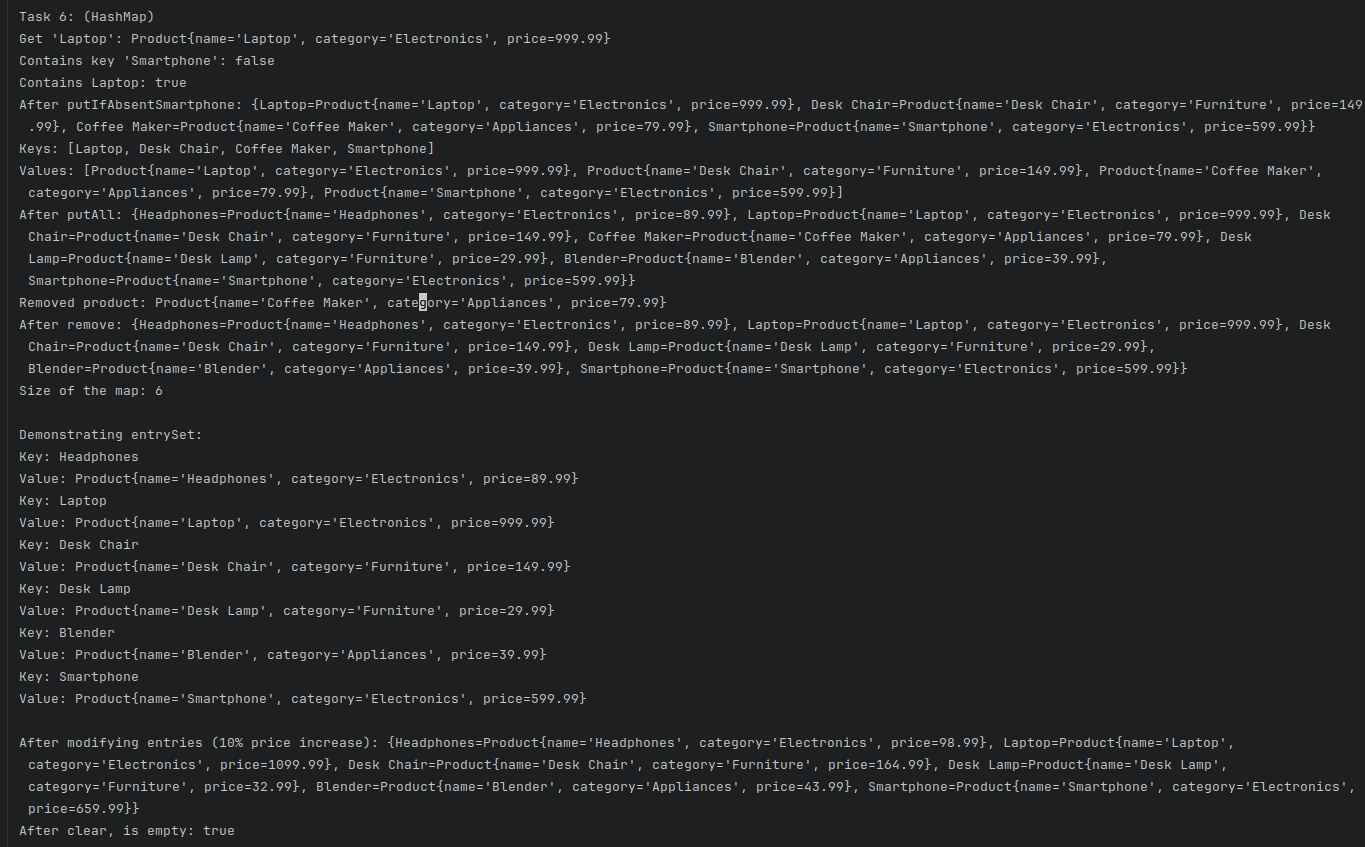 Task 6: (HashMap)
Get 'Laptop': Product{name='Laptop', category='Electronics', price=999.99}
Contains key 'Smartphone': false
Contains Laptop: true
After putIfAbsentSmartphone: {Laptop=Product{name='Laptop', category='Electronics', price=999.99}, Desk Chair=Product{name='Desk Chair', category='Furniture', price=149
.99}, Coffee Maker=Product{name='Coffee Maker', category='Appliances', price=79.99}, Smartphone=Product{name='Smartphone', category='Electronics', price=599.99}}
Keys: [Laptop, Desk Chair, Coffee Maker, Smartphone]
Values: [Product{name='Laptop', category='Electronics', price=999.99}, Product{name='Desk Chair', category='Furniture', price=149.99}, Product{name='Coffee Maker',
category='Appliances', price=79.99}, Product{name='Smartphone', category='Electronics', price=599.99}]
After putAll: {Headphones=Product{name='Headphones', category='Electronics', price=89.99}, Laptop=Product{name='Laptop', category='Electronics', price=999.99}, Desk
Chair=Product{name='Desk Chair', category='Furniture', price=149.99}, Coffee Maker=Product{name='Coffee Maker', category='Appliances', price=79.99}, Desk
Lamp=Product{name='Desk Lamp', category='Furniture', price=29.99}, Blender=Product{name='Blender', category='Appliances', price=39.99},
Smartphone=Product{name='Smartphone', category='Electronics', price=599.99}}
Removed product: Product{name='Coffee Maker', category='Appliances', price=79.99}
After remove: {Headphones=Product{name='Headphones', category='Electronics', price=89.99}, Laptop=Product{name='Laptop', category='Electronics', price=999.99}, Desk
Chair=Product{name='Desk Chair', category='Furniture', price=149.99}, Desk Lamp=Product{name='Desk Lamp', category='Furniture', price=29.99},
Blender=Product{name='Blender', category='Appliances', price=39.99}, Smartphone=Product{name='Smartphone', category='Electronics', price=599.99}}
Size of the map: 6
Demonstrating entrySet:
Key: Headphones
Value: Product{name='Headphones', category='Electronics', price=89.99}
Key: Laptop
Value: Product{name='Laptop', category='Electronics', price=999.99}
Key: Desk Chair
Value: Product{name='Desk Chair', category='Furniture', price=149.99}
Key: Desk Lamp
Value: Product{name='Desk Lamp', category='Furniture', price=29.99}
Key: Blender
Value: Product{name='Blender', category='Appliances', price=39.99}
Key: Smartphone
Value: Product{name='Smartphone', category='Electronics', price=599.99}
After modifying entries (10% price increase): {Headphones=Product{name='Headphones', category='Electronics', price=98.99}, Laptop=Product{name='Laptop',
category='Electronics', price=1099.99}, Desk Chair=Product{name='Desk Chair', category='Furniture', price=164.99}, Desk Lamp=Product{name='Desk Lamp',
category='Furniture', price=32.99}, Blender=Product{name='Blender', category='Appliances', price=43.99}, Smartphone=Product{name='Smartphone', category='Electronics',
price=659.99}}
After clear, is empty: true